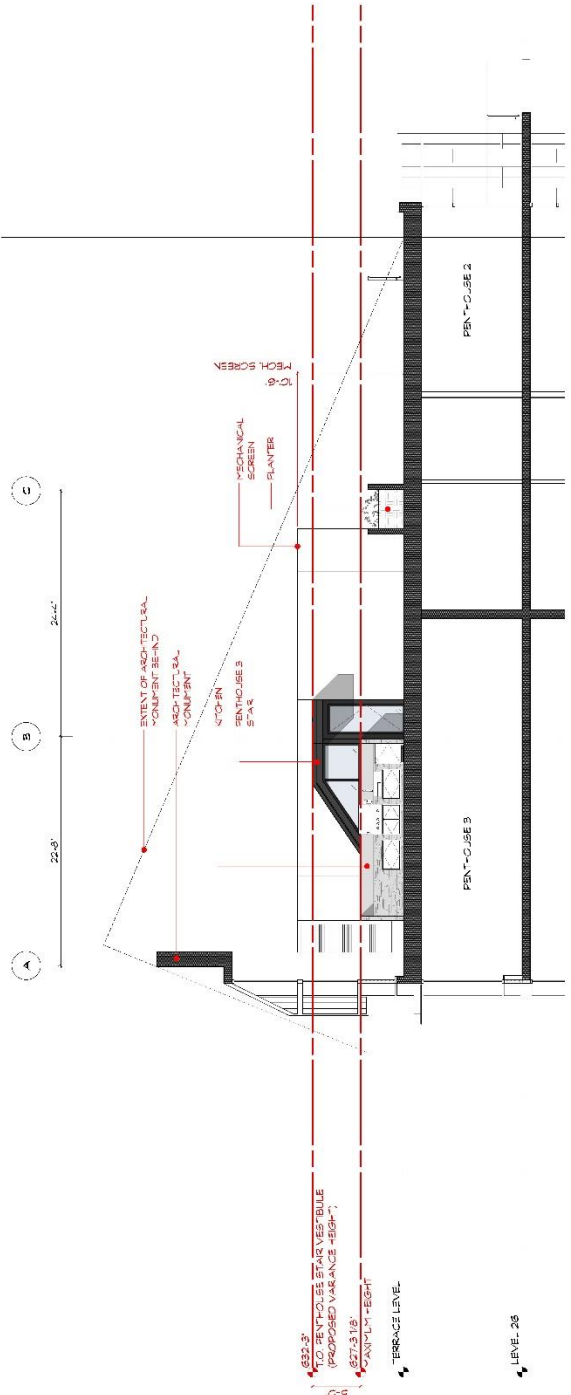 A
B
C
22'-8"
24'-4"
EXTENT OF ARCHITECTURAL
MONUMENT BEHIND
ARCHITECTURAL
MONUMENT
KITCHEN
PENTHOUSE 3
STAIR
MECHANICAL
SCREEN
PLANTER
10'-6"
MECH. SCREEN
632'-3"
T.O. PENTHOUSE STAIR VESTIBULE
(PROPOSED VARIANCE HEIGHT)
627'-3 1/8"
MAXIMUM HEIGHT
TERRACE LEVEL
LEVEL 26
PENTHOUSE 3
PENTHOUSE 2